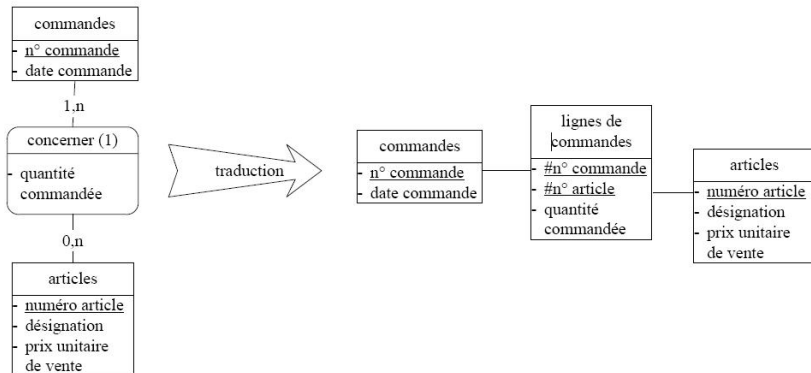 commandes
- n° commande
- date commande
1,n
concerner (1)
- quantité
commandée
0,n
articles
- numéro article
- désignation
- prix unitaire
de vente
traduction
commandes
- n° commande
- date commande
lignes de
commandes
- #n° commande
- #n° article
- quantité
commandée
articles
- numéro article
- désignation
- prix unitaire
de vente